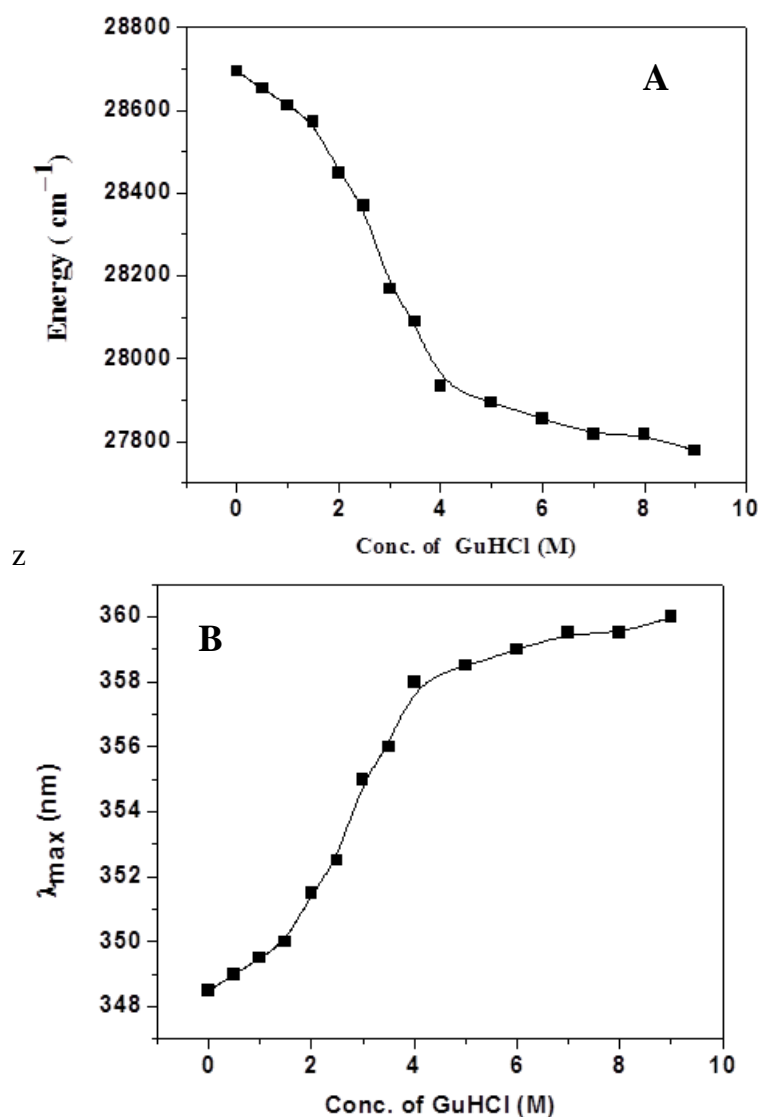 28800
28600
28400
28200
28000
27800
0 2 4 6 8 10
Energy ( cm⁻¹)
Conc. of GuHCl (M)
A
z
360
358
356
354
352
350
348
0 2 4 6 8 10
λmax (nm)
Conc. of GuHCl (M)
B